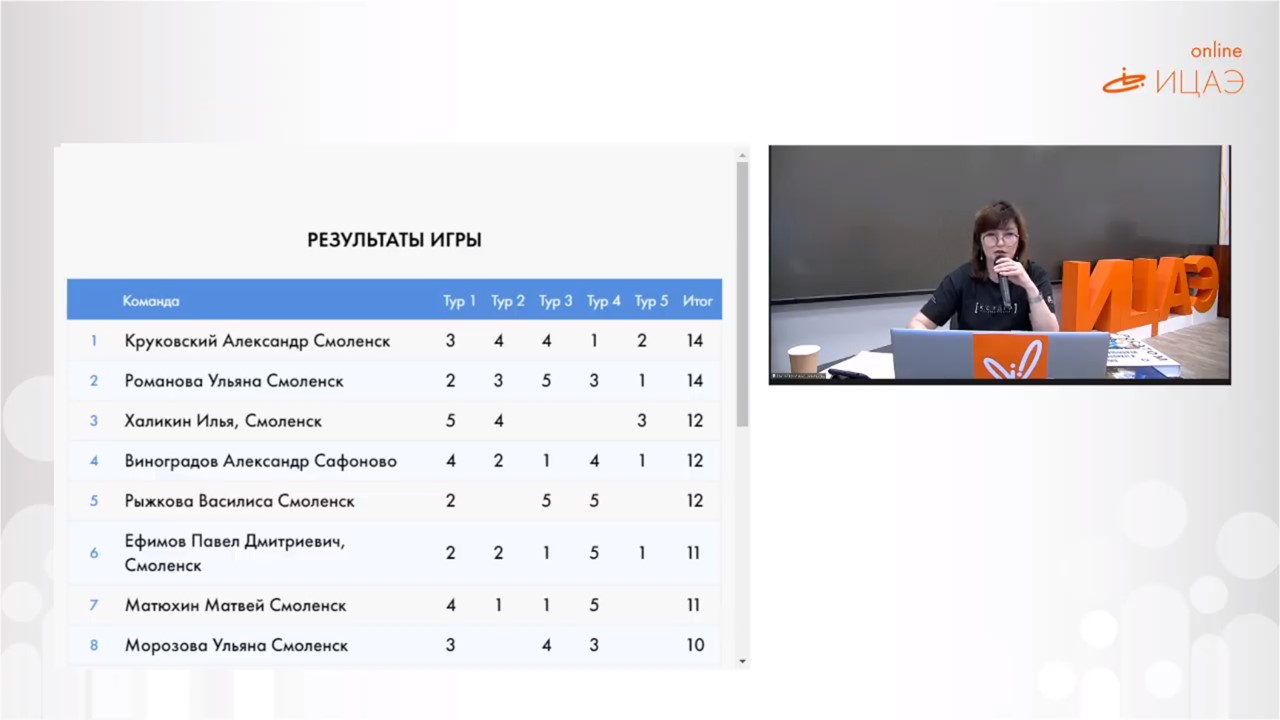 online
ИЦАЭ
РЕЗУЛЬТАТЫ ИГРЫ
Команда Тур 1 Тур 2 Тур 3 Тур 4 Тур 5 Итог
1 Круковский Александр Смоленск 3 4 4 1 2 14
2 Романова Ульяна Смоленск 2 3 5 3 1 14
3 Халикин Илья, Смоленск 5 4 3 12
4 Виноградов Александр Сафоново 4 2 1 4 1 12
5 Рыжкова Василиса Смоленск 2 5 5 12
6 Ефимов Павел Дмитриевич,
Смоленск 2 2 1 5 1 11
7 Матюхин Матвей Смоленск 4 1 1 5 11
8 Морозова Ульяна Смоленск 3 4 3 10
ИЦАЭ